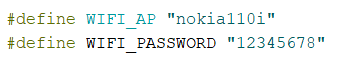 #define WIFI_AP "nokia110i"
#define WIFI_PASSWORD "12345678"